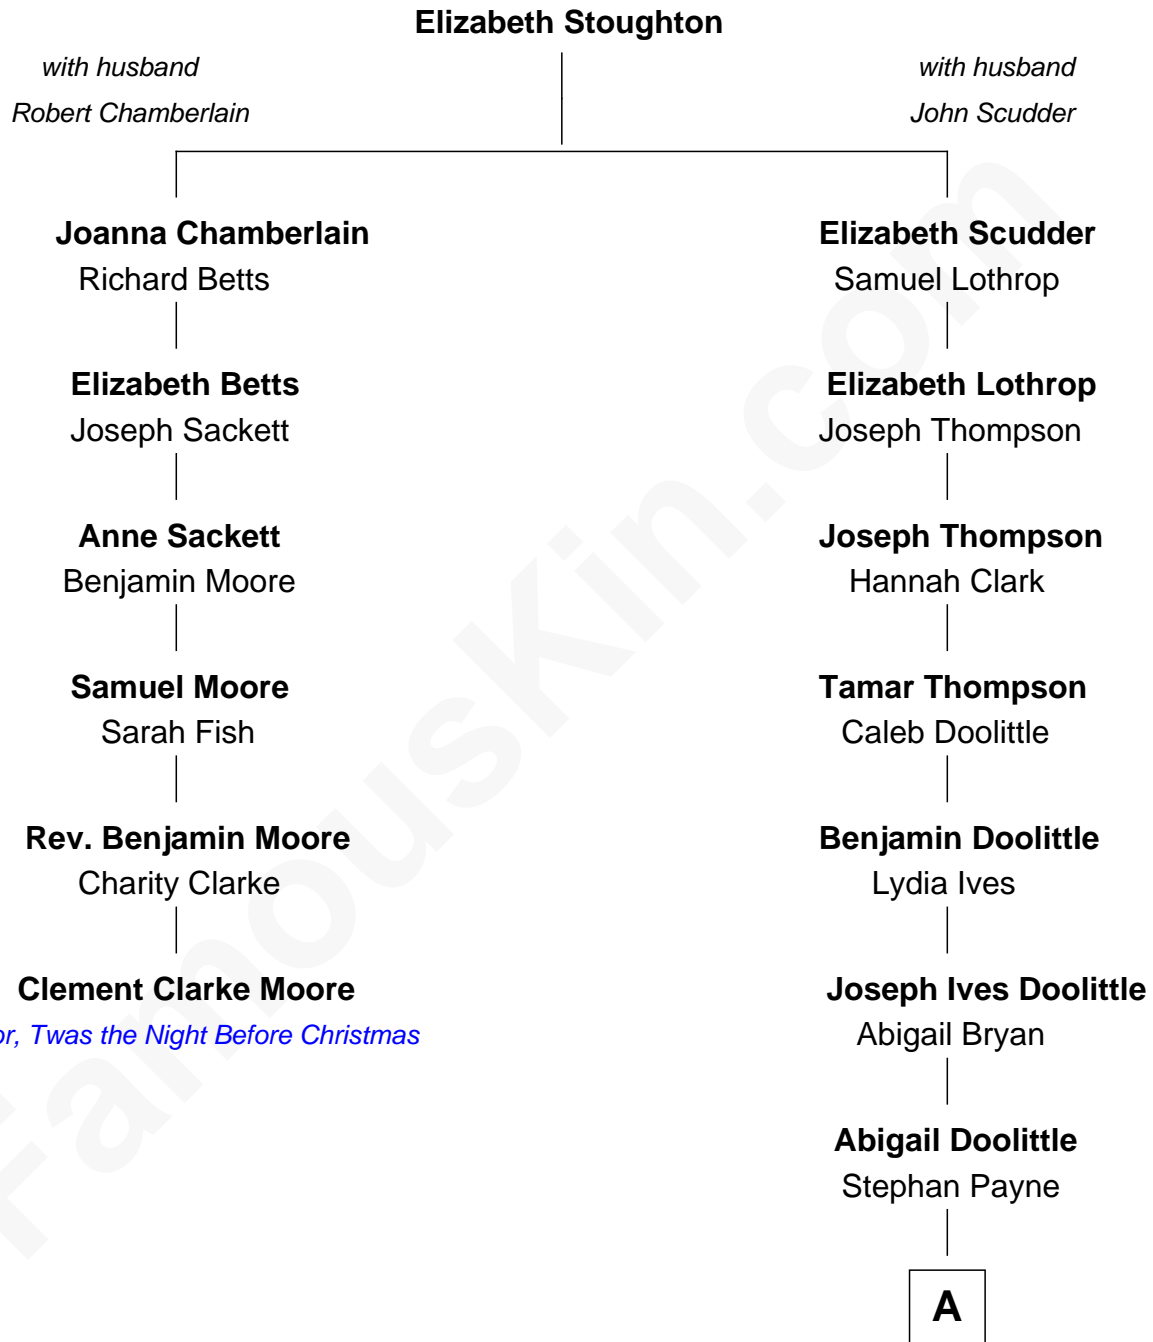 Elizabeth Stoughton
with husband
Robert Chamberlain
with husband
John Scudder
Joanna Chamberlain
Richard Betts
Elizabeth Betts
Joseph Sackett
Anne Sackett
Benjamin Moore
Samuel Moore
Sarah Fish
Rev. Benjamin Moore
Charity Clarke
Clement Clarke Moore
or, Twas the Night Before Christmas
Elizabeth Scudder
Samuel Lothrop
Elizabeth Lothrop
Joseph Thompson
Joseph Thompson
Hannah Clark
Tamar Thompson
Caleb Doolittle
Benjamin Doolittle
Lydia Ives
Joseph Ives Doolittle
Abigail Bryan
Abigail Doolittle
Stephan Payne
A
FamousKin.com